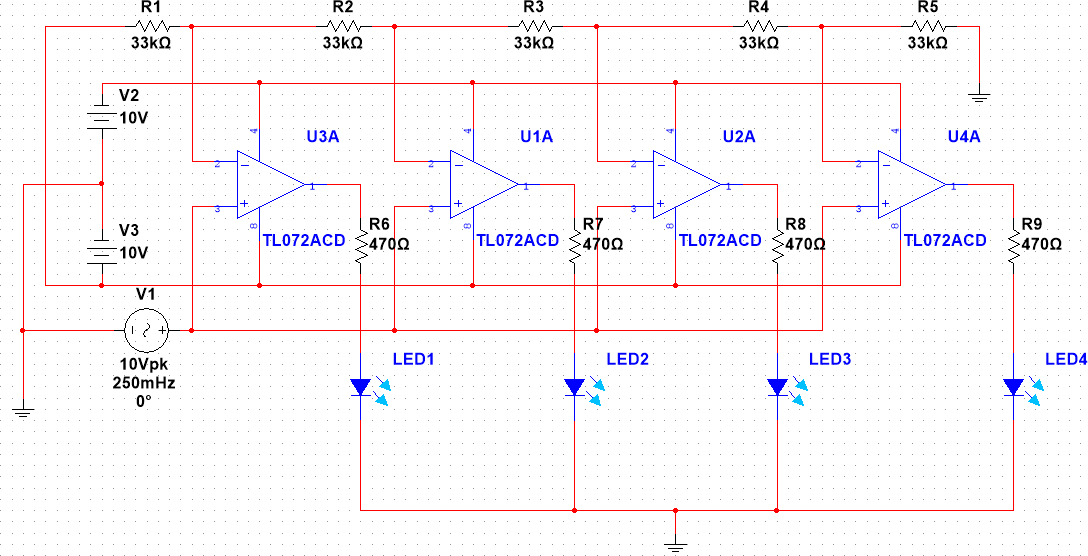 R1 R2 R3 R4 R5
33kΩ 33kΩ 33kΩ 33kΩ 33kΩ
V2
10V
4 U3A 4 U1A 4 U2A 4 U4A
2 2 2 2
1 1 1 1
3 3 3 3
8 8 8 8
V3
10V
TL072ACD TL072ACD TL072ACD TL072ACD
R6 R7 R8 R9
470Ω 470Ω 470Ω 470Ω
V1
10Vpk
250mHz
0°
LED1 LED2 LED3 LED4